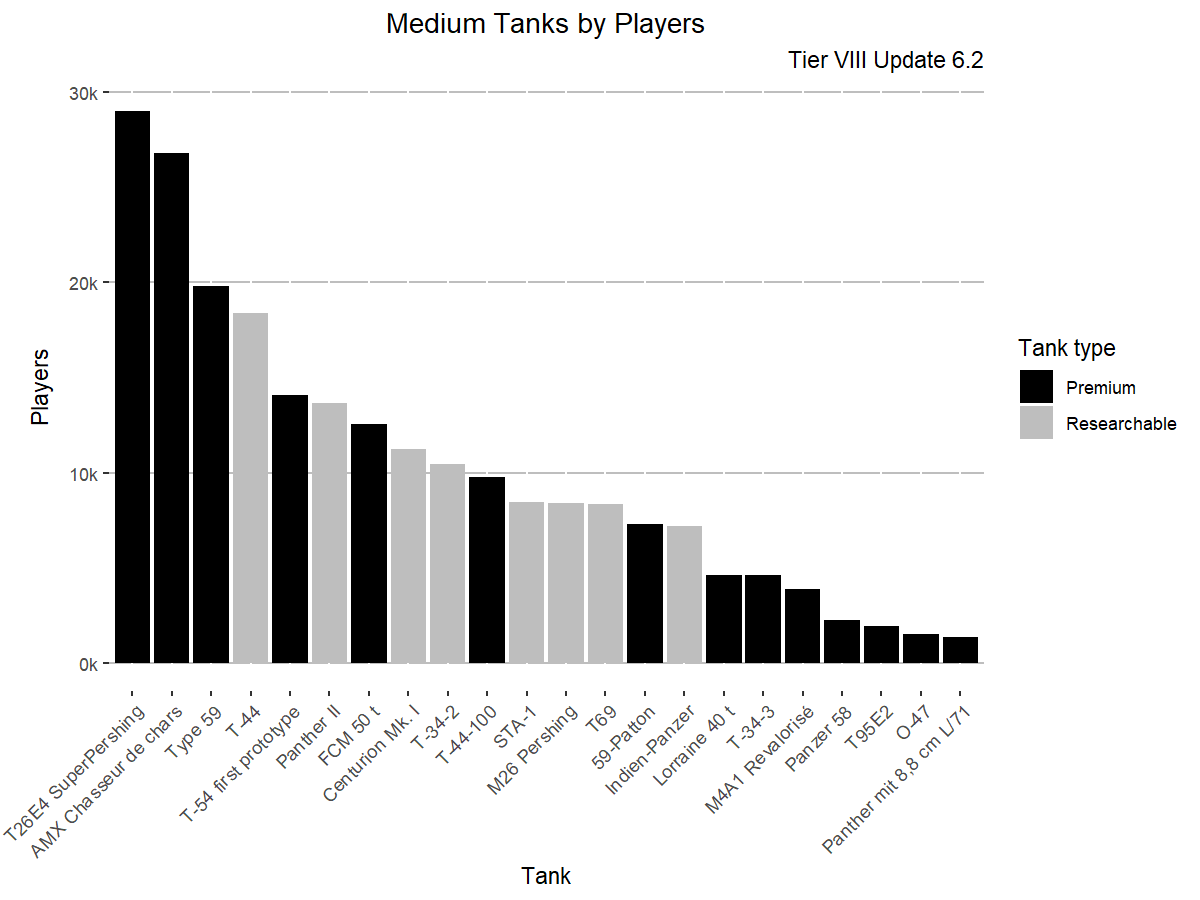 Medium Tanks by Players
Tier VIII Update 6.2
Players
30k
20k
10k
0k
T26E4 SuperPershing
AMX Chasseur de chars
Type 59
T-44
T-54 first prototype
Panther II
FCM 50 t
Centurion Mk. I
T-34-2
T-44-100
STA-1
M26 Pershing
T69
59-Patton
Indien-Panzer
Lorraine 40 t
T-34-3
M4A1 Revalorisé
Panzer 58
T95E2
O-47
Panther mit 8,8 cm L/71
Tank
Tank type
Premium
Researchable